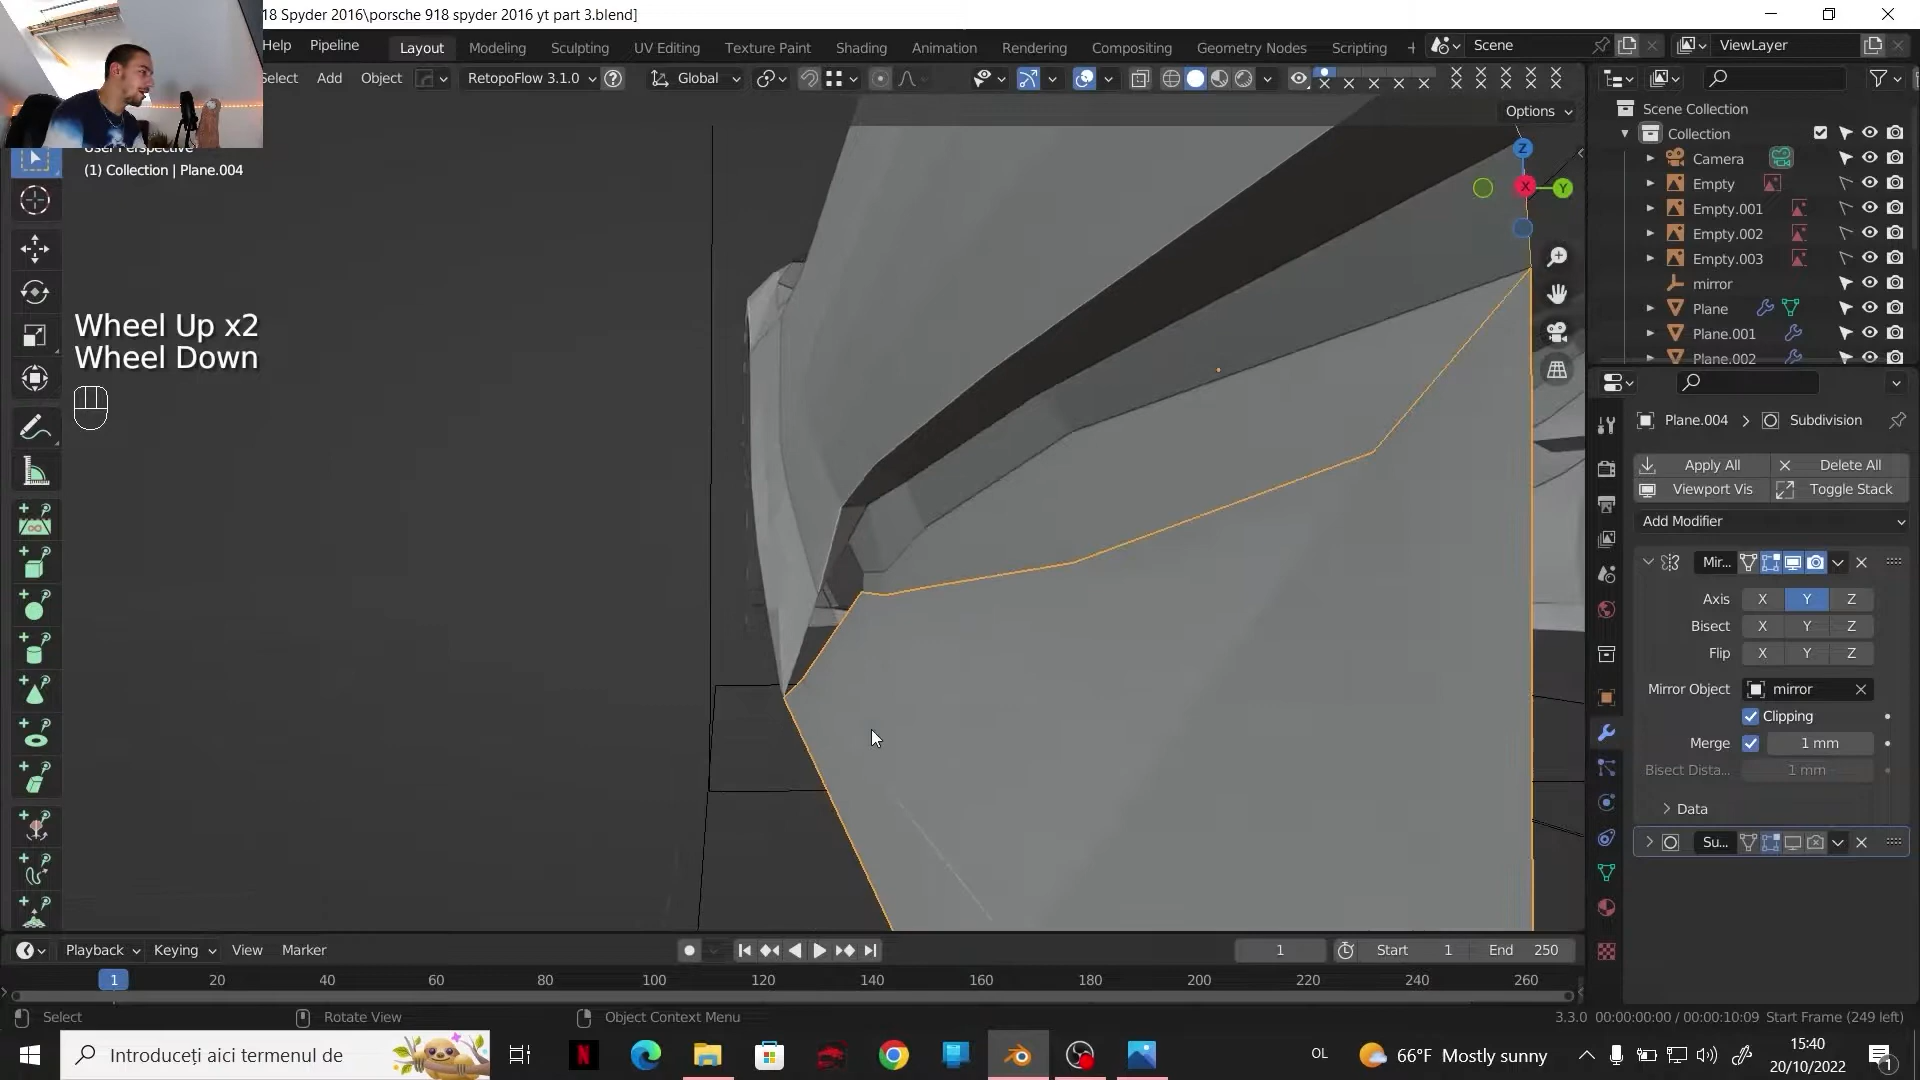 18 Spyder 2016\porsche 918 spyder 2016 yt part 3.blend]
Help Pipeline Layout Modeling Sculpting UV Editing Texture Paint Shading Animation Rendering Compositing Geometry Nodes Scripting + Scene ViewLayer
Select Add Object RetopoFlow 3.1.0 Global
Options
User Perspective
(1) Collection | Plane.004
Z
X
Y
Wheel Up x2
Wheel Down
Scene Collection
Collection
Camera
Empty
Empty.001
Empty.002
Empty.003
mirror
Plane
Plane.001
Plane.002
Plane.004 > Subdivision
Apply All Delete All
Viewport Vis Toggle Stack
Add Modifier
Mir...
Axis X Y Z
Bisect X Y Z
Flip X Y Z
Mirror Object mirror
Clipping
Merge 1 mm
Bisect Dista... 1 mm
Data
Su...
Playback Keying View Marker 1 Start 1 End 250
1 20 40 60 80 100 120 140 160 180 200 220 240 260
Select Rotate View Object Context Menu 3.3.0 00:00:00:00 / 00:00:10:09 Start Frame (249 left)
Introduceți aici termenul de OL 66°F Mostly sunny 15:40
20/10/2022
1